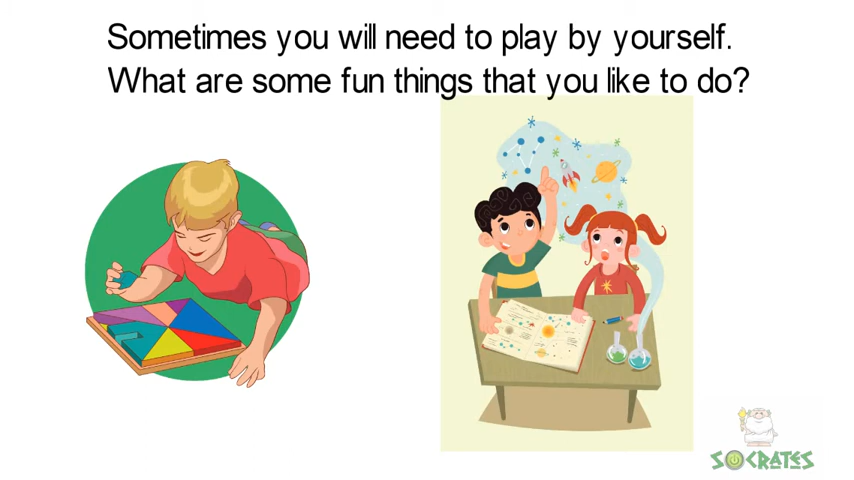 Sometimes you will need to play by yourself.
What are some fun things that you like to do?
SOCRATES